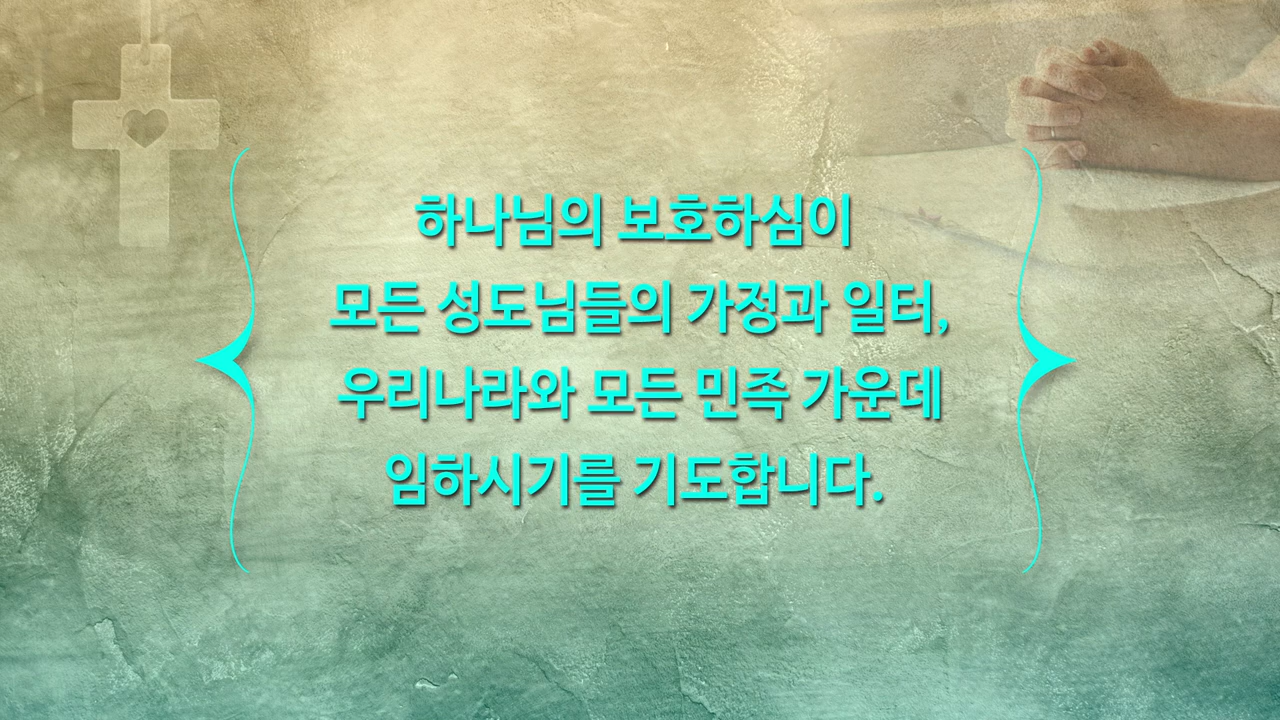 하나님의 보호하심이
모든 성도님들의 가정과 일터,
우리나라와 모든 민족 가운데
임하시기를 기도합니다.